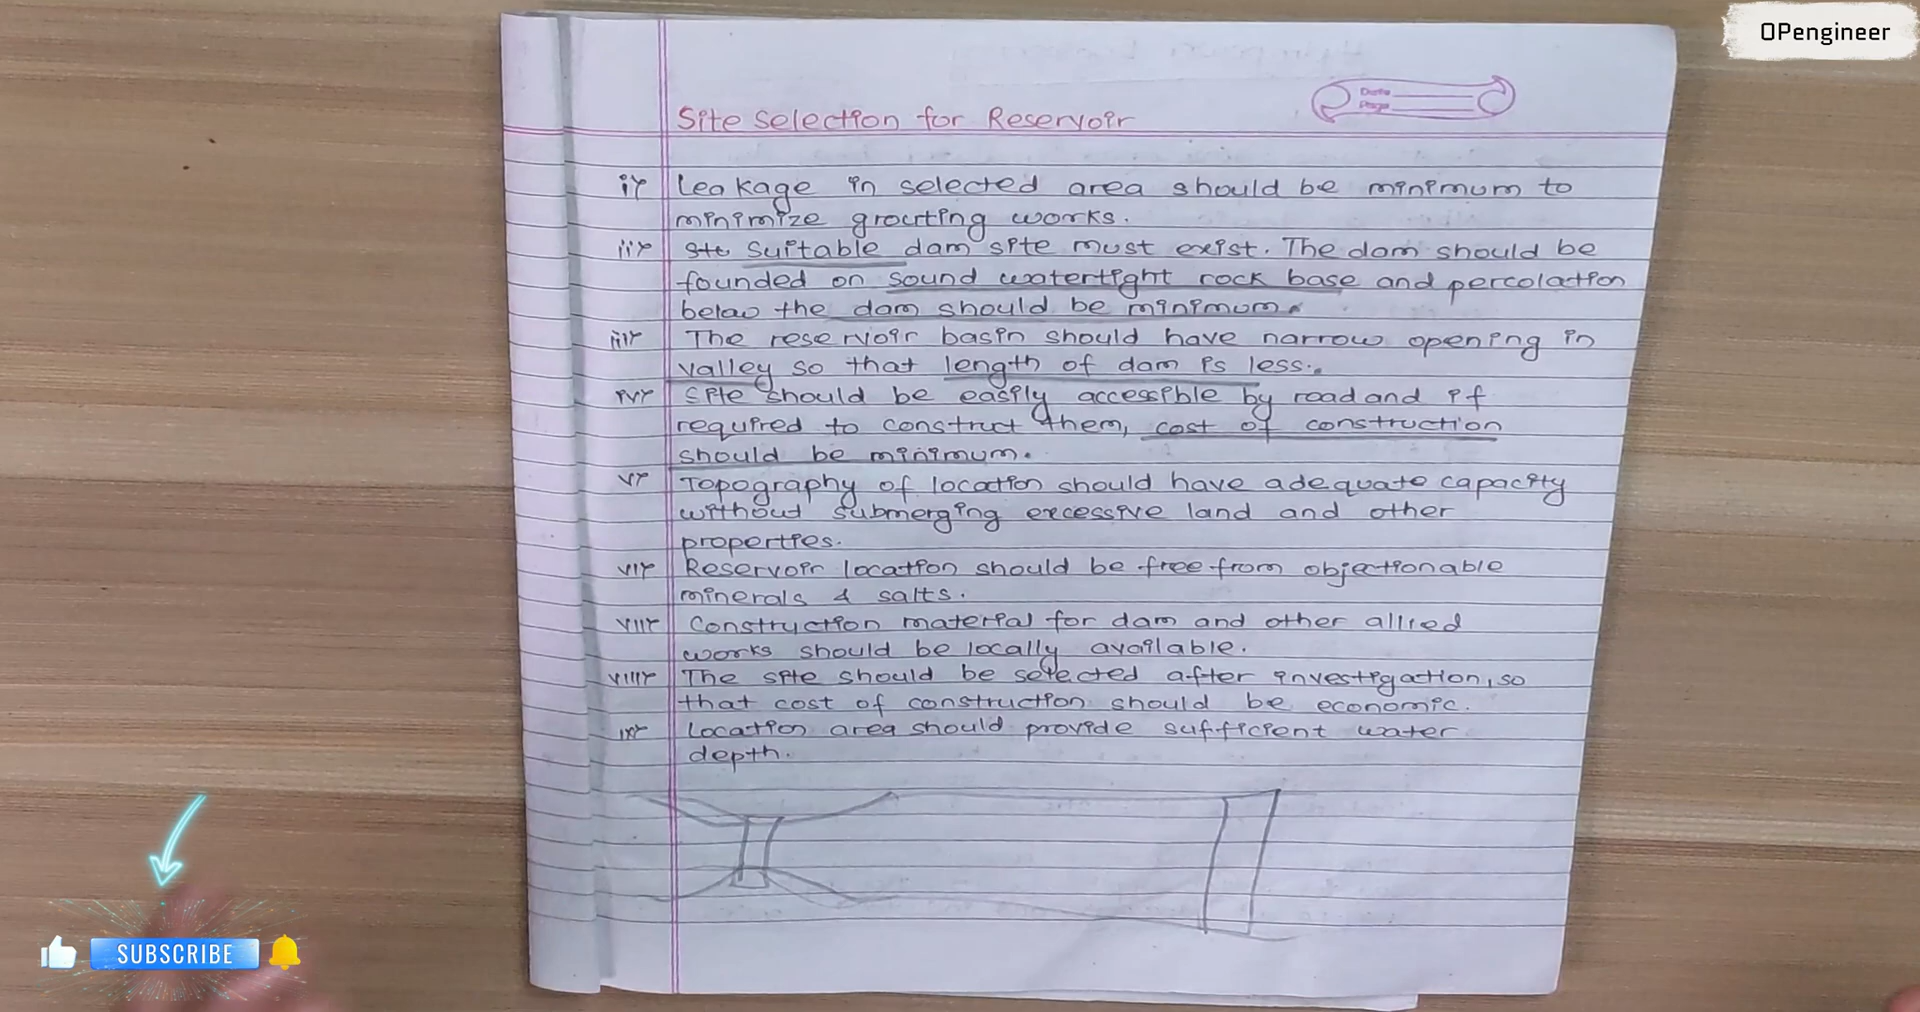 OPengineer
Date
Page
Site selection for Reservoir
i) Leakage in selected area should be minimum to
minimize grouting works.
ii) suitable dam site must exist. The dam should be
founded on sound watertight rock base and percolaction
below the dam should be minimum.
iii) The reservoir basin should have narrow opening in
valley so that length of dam is less.
iv) Site should be easily accessible by road and if
required to construct them, cost of construction
should be minimum.
v) Topography of location should have adequate capacity
without submerging excessive land and other
properties.
vi) Reservoir location should be free from objectionable
minerals & salts.
vii) Construction material for dam and other allied
works should be locally available.
viii) The site should be selected after investigation, so
that cost of construction should be economic.
ix) Location area should provide sufficient water
depth.
SUBSCRIBE